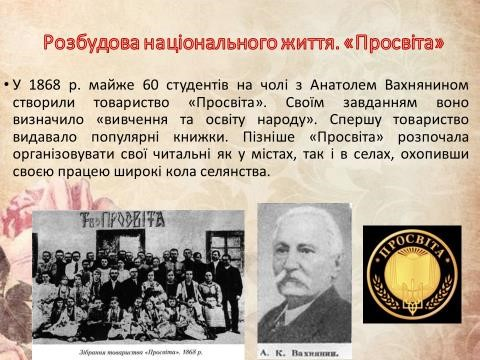 Розбудова національного життя. «Просвіта»
• У 1868 р. майже 60 студентів на чолі з Анатолем Вахнянином
створили товариство «Просвіта». Своїм завданням воно
визначило «вивчення та освіту народу». Спершу товариство
видавало популярні книжки. Пізніше «Просвіта» розпочала
організовувати свої читальні як у містах, так і в селах, охопивши
своєю працею широкі кола селянства.
Т-во ПРОСВІТА
Зібрання товариства «Просвіта». 1868 р.
А. К. Вахнянин.
ПРОСВІТА